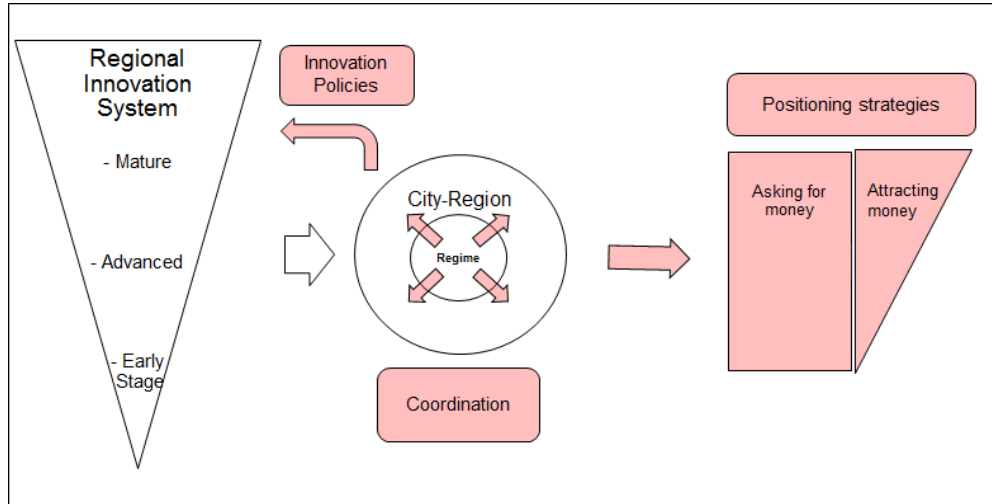 Regional
Innovation
System
- Mature
- Advanced
- Early
Stage
Innovation
Policies
City-Region
Regime
Coordination
Positioning strategies
Asking for
money
Attracting
money